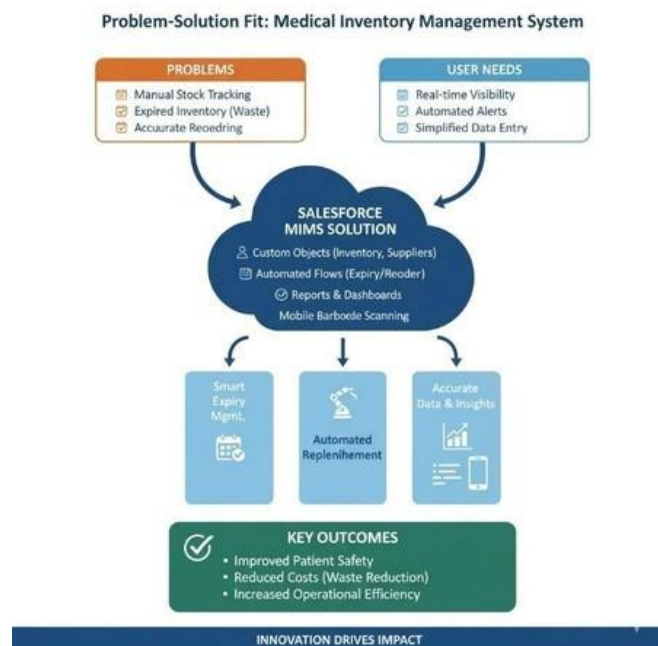 Problem-Solution Fit: Medical Inventory Management System
PROBLEMS
Manual Stock Tracking
Expired Inventory (Waste)
Accuurate Reoedring
USER NEEDS
Real-time Visibility
Automated Alerts
Simplified Data Entry
SALESFORCE
MIMS SOLUTION
Custom Objects (Inventory, Suppliers)
Automated Flows (Expiry/Reoder)
Reports & Dashboards
Mobile Barboede Scanning
Smart
Expiry
Mgmt.
Automated
Replenihement
Accurate
Data & Insights
KEY OUTCOMES
• Improved Patient Safety
• Reduced Costs (Waste Reduction)
• Increased Operational Efficiency
INNOVATION DRIVES IMPACT